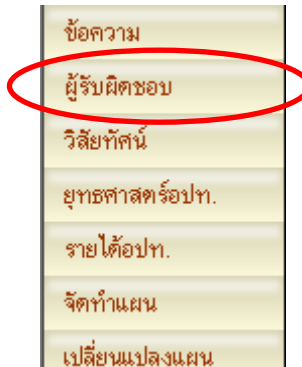 ข้อความ
ผู้รับผิดชอบ
วิสัยทัศน์
ยุทธศาสตร์อปท.
รายได้อปท.
จัดทำแผน
เปลี่ยนแปลงแผน